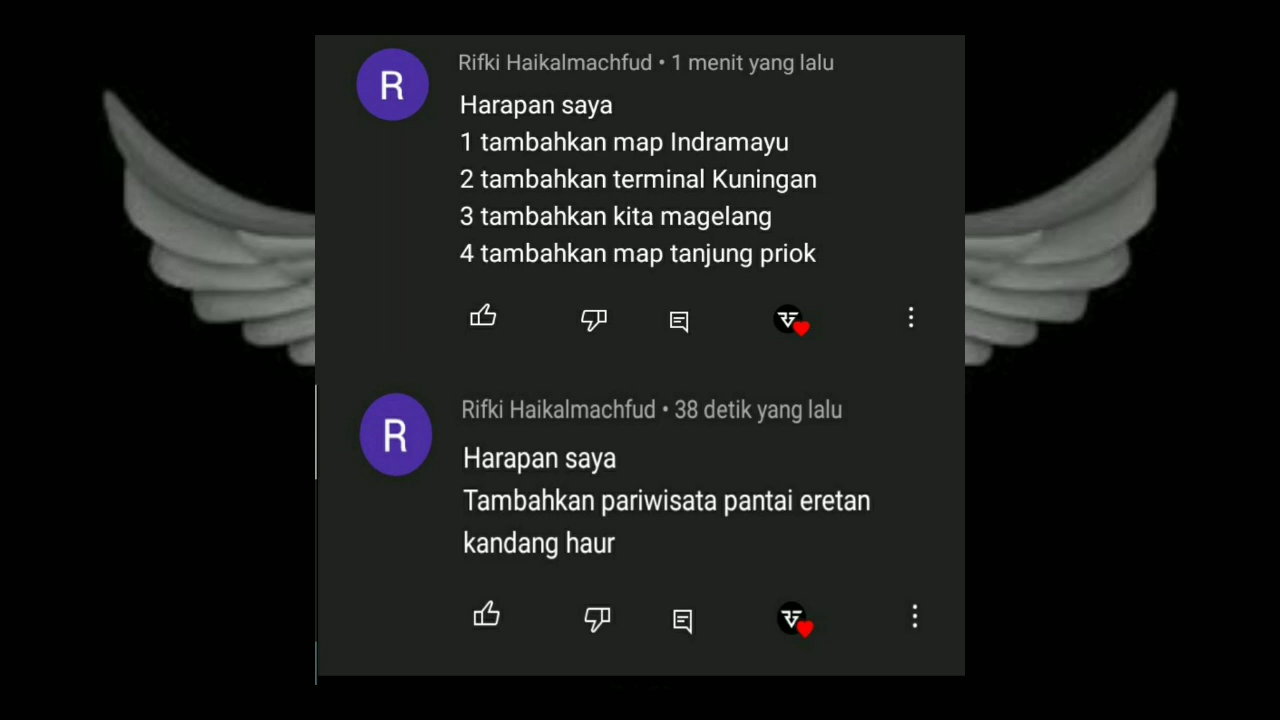 R
Rifki Haikalmachfud • 1 menit yang lalu
Harapan saya
1 tambahkan map Indramayu
2 tambahkan terminal Kuningan
3 tambahkan kita magelang
4 tambahkan map tanjung priok
R
Rifki Haikalmachfud • 38 detik yang lalu
Harapan saya
Tambahkan pariwisata pantai eretan
kandang haur